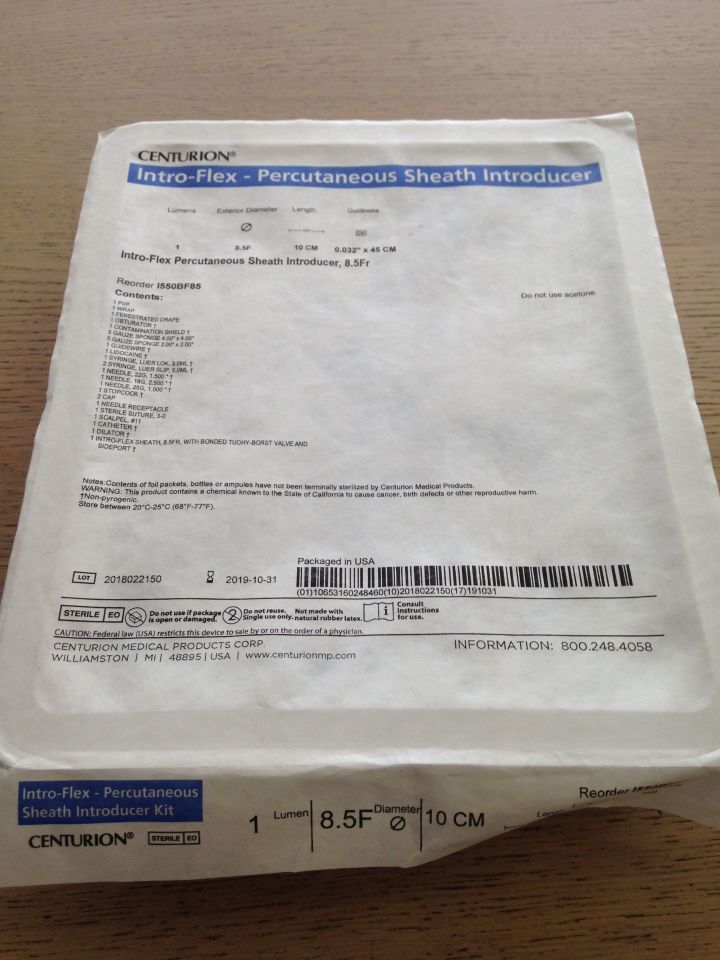 CENTURION®
Intro-Flex - Percutaneous Sheath Introducer
Lumens Exterior Diameter Length Guidewire
1 8.5F 10 CM 0.032" x 45 CM
Intro-Flex Percutaneous Sheath Introducer, 8.5Fr
Reorder I550BF85
Do not use acetone.
Contents:
1 PVP
1 WRAP
1 FENESTRATED DRAPE
1 OBTURATOR †
1 CONTAMINATION SHIELD †
5 GAUZE SPONGE 4.00" x 4.00"
5 GAUZE SPONGE 2.00" x 2.00"
1 GUIDEWIRE †
1 LIDOCAINE †
1 SYRINGE, LUER LOK, 3.0ML †
2 SYRINGE, LUER SLIP, 5.0ML †
1 NEEDLE, 22G, 1.500 " †
1 NEEDLE, 18G, 2.500 " †
1 NEEDLE, 25G, 1.000 " †
1 STOPCOCK †
2 CAP
1 NEEDLE RECEPTACLE
1 STERILE SUTURE, 3-0
1 SCALPEL, #11
1 CATHETER †
1 DILATOR †
1 INTRO-FLEX SHEATH, 8.5FR, WITH BONDED TUOHY-BORST VALVE AND
SIDEPORT †
Notes:Contents of foil packets, bottles or ampules have not been terminally sterilized by Centurion Medical Products.
WARNING: This product contains a chemical known to the State of California to cause cancer, birth defects or other reproductive harm.
†Non-pyrogenic.
Store between 20°C-25°C (68°F-77°F).
Packaged in USA
LOT 2018022150 2019-10-31
(01)10653160248460(10)2018022150(17)191031
STERILE EO Do not use if package is open or damaged. 2 Do not reuse. Single use only. Not made with natural rubber latex. i Consult instructions for use.
CAUTION: Federal law (USA) restricts this device to sale by or on the order of a physician.
CENTURION MEDICAL PRODUCTS CORP.
WILLIAMSTON | MI | 48895 | USA | www.centurionmp.com
INFORMATION: 800.248.4058
Intro-Flex - Percutaneous
Sheath Introducer Kit
CENTURION® STERILE EO
1 Lumen 8.5F Diameter 10 CM
Reorder